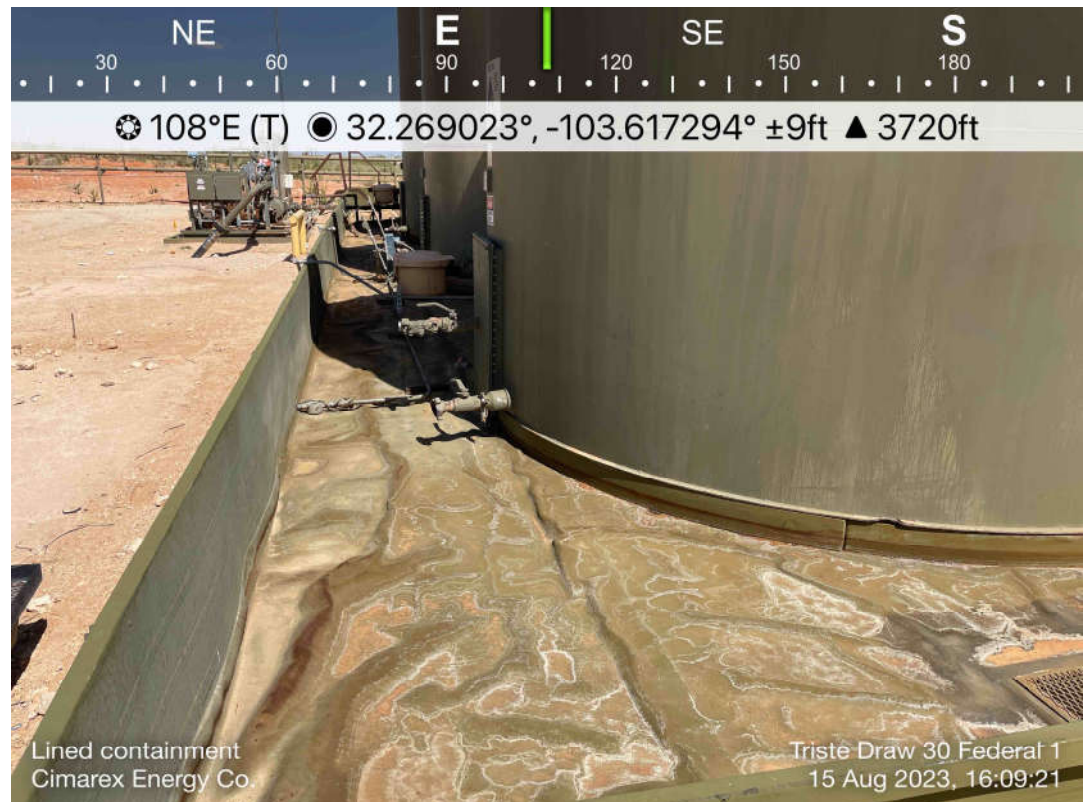 NE E SE S
30 60 90 120 150 180
108°E (T) 32.269023°, -103.617294° ±9ft ▲ 3720ft
Lined containment
Cimarex Energy Co.
Triste Draw 30 Federal 1
15 Aug 2023, 16:09:21